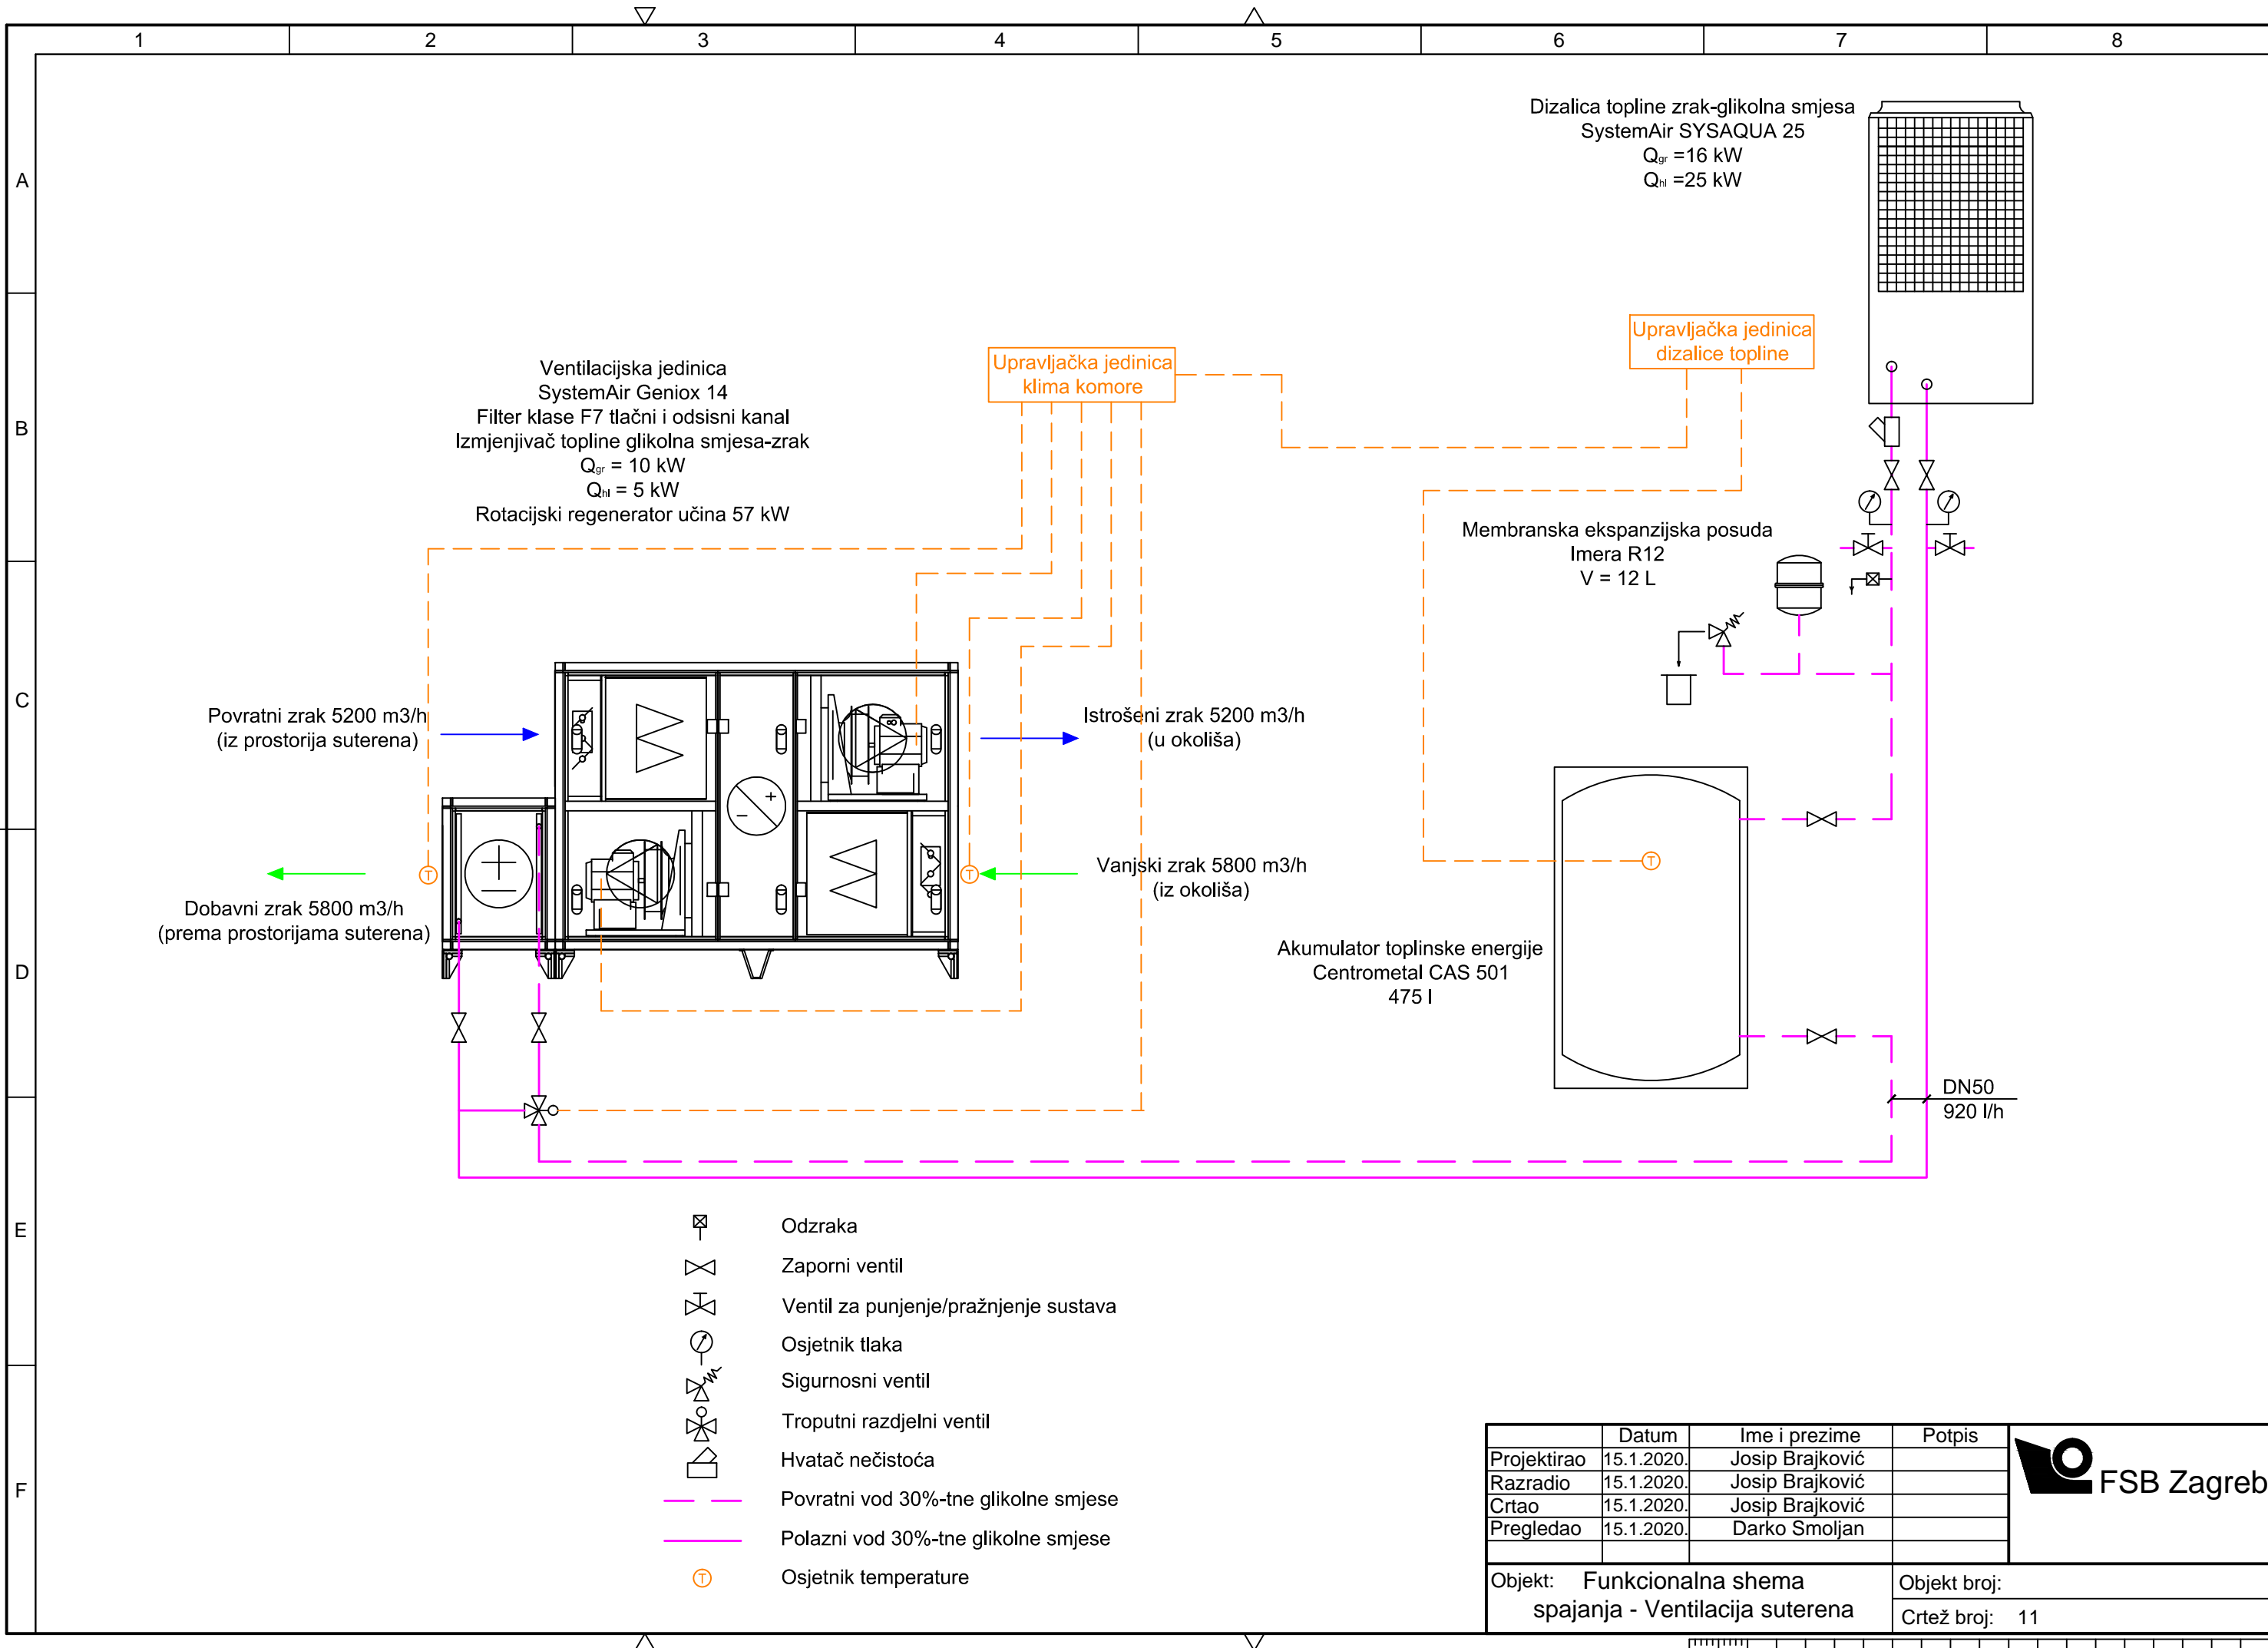 1 2 3 4 5 6 7 8
A
B
C
D
E
F
Dizalica topline zrak-glikolna smjesa
SystemAir SYSAQUA 25
Qgr =16 kW
Qhl =25 kW
Upravljačka jedinica
dizalice topline
Upravljačka jedinica
klima komore
Ventilacijska jedinica
SystemAir Geniox 14
Filter klase F7 tlačni i odsisni kanal
Izmjenjivač topline glikolna smjesa-zrak
Qgr = 10 kW
Qhl = 5 kW
Rotacijski regenerator učina 57 kW
Membranska ekspanzijska posuda
Imera R12
V = 12 L
Povratni zrak 5200 m3/h
(iz prostorija suterena)
Istrošeni zrak 5200 m3/h
(u okoliša)
Dobavni zrak 5800 m3/h
(prema prostorijama suterena)
T
T
Vanjski zrak 5800 m3/h
(iz okoliša)
T
Akumulator toplinske energije
Centrometal CAS 501
475 l
DN50
920 l/h
Odzraka
Zaporni ventil
Ventil za punjenje/pražnjenje sustava
Osjetnik tlaka
Sigurnosni ventil
Troputni razdjelni ventil
Hvatač nečistoća
Povratni vod 30%-tne glikolne smjese
Polazni vod 30%-tne glikolne smjese
T Osjetnik temperature
Datum Ime i prezime Potpis
Projektirao 15.1.2020. Josip Brajković
Razradio 15.1.2020. Josip Brajković
Crtao 15.1.2020. Josip Brajković
Pregledao 15.1.2020. Darko Smoljan
FSB Zagreb
Objekt: Funkcionalna shema
spajanja - Ventilacija suterena
Objekt broj:
Crtež broj: 11